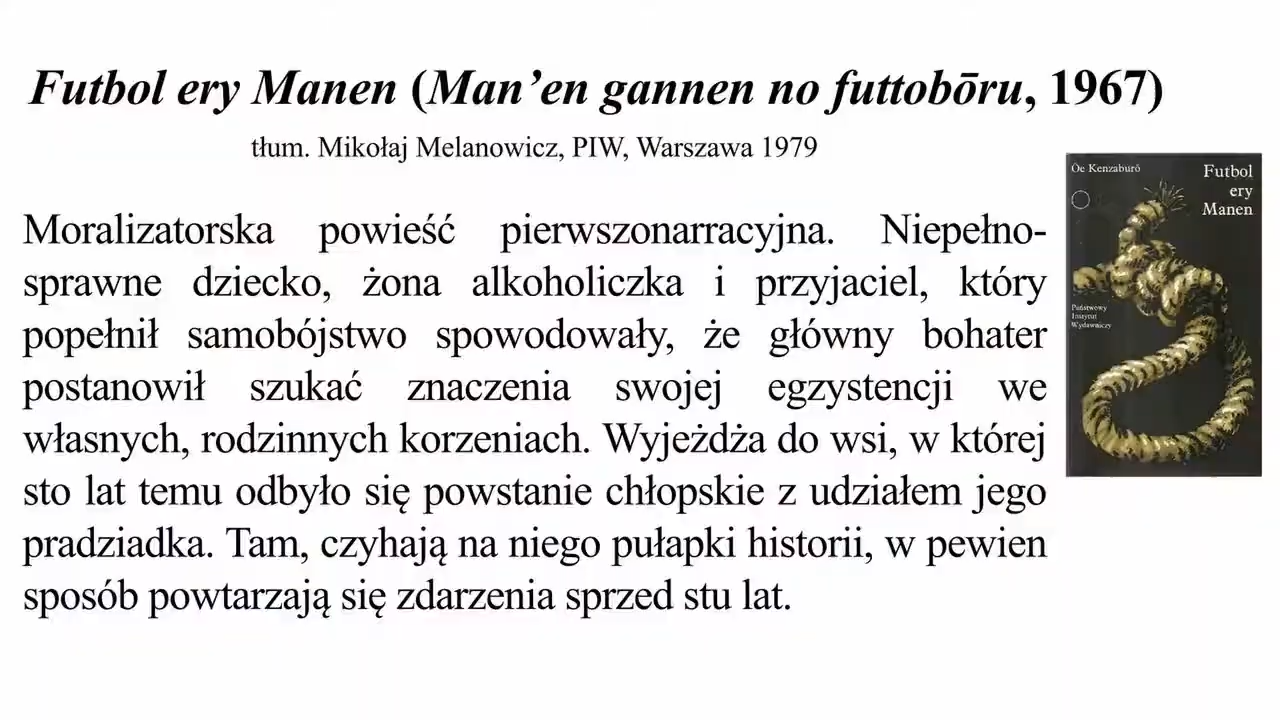 Futbol ery Manen (Man’en gannen no futtobōru, 1967)
tłum. Mikołaj Melanowicz, PIW, Warszawa 1979
Moralizatorska powieść pierwszonarracyjna. Niepełno-
sprawne dziecko, żona alkoholiczka i przyjaciel, który
popełnił samobójstwo spowodowały, że główny bohater
postanowił szukać znaczenia swojej egzystencji we
własnych, rodzinnych korzeniach. Wyjeżdża do wsi, w której
sto lat temu odbyło się powstanie chłopskie z udziałem jego
pradziadka. Tam, czyhają na niego pułapki historii, w pewien
sposób powtarzają się zdarzenia sprzed stu lat.
Ōe Kenzaburō
Futbol
ery
Manen
Państwowy
Instytut
Wydawniczy